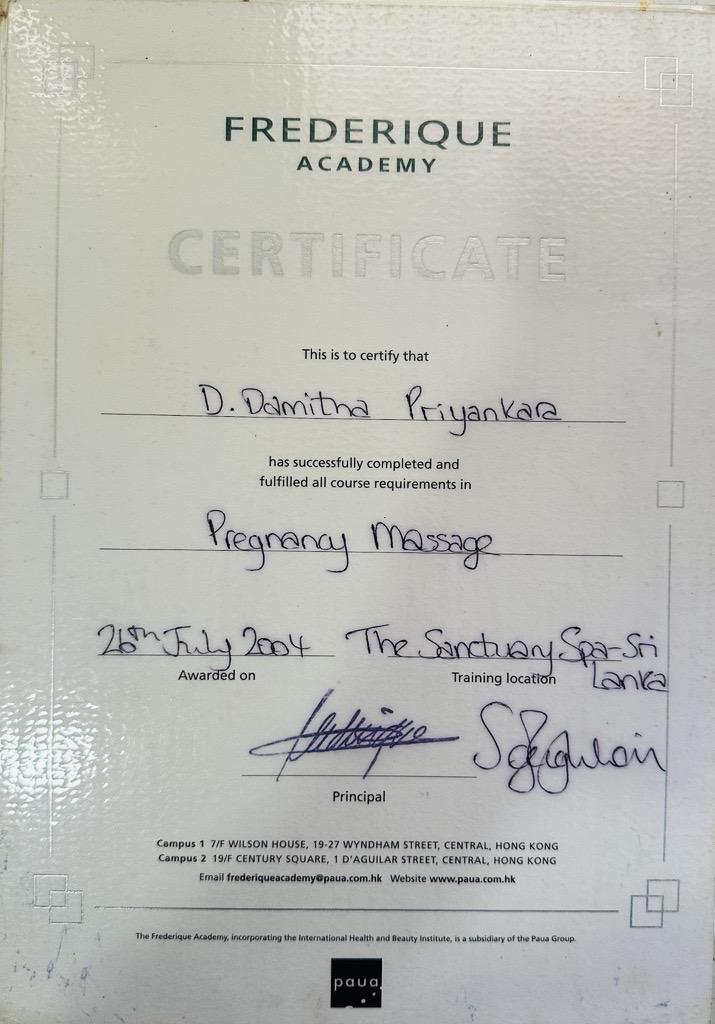 FREDERIQUE
ACADEMY
CERTIFICATE
This is to certify that
D. Damitha Priyankara
has successfully completed and
fulfilled all course requirements in
Pregnancy Massage
26th July 2004 The Sanctuary Spa-Sri
Lanka
Awarded on Training location
Principal
Campus 1 7/F WILSON HOUSE, 19-27 WYNDHAM STREET, CENTRAL, HONG KONG
Campus 2 19/F CENTURY SQUARE, 1 D'AGUILAR STREET, CENTRAL, HONG KONG
Email frederiqueacademy@paua.com.hk Website www.paua.com.hk
The Frederique Academy, incorporating the International Health and Beauty Institute, is a subsidiary of the Paua Group.
paua